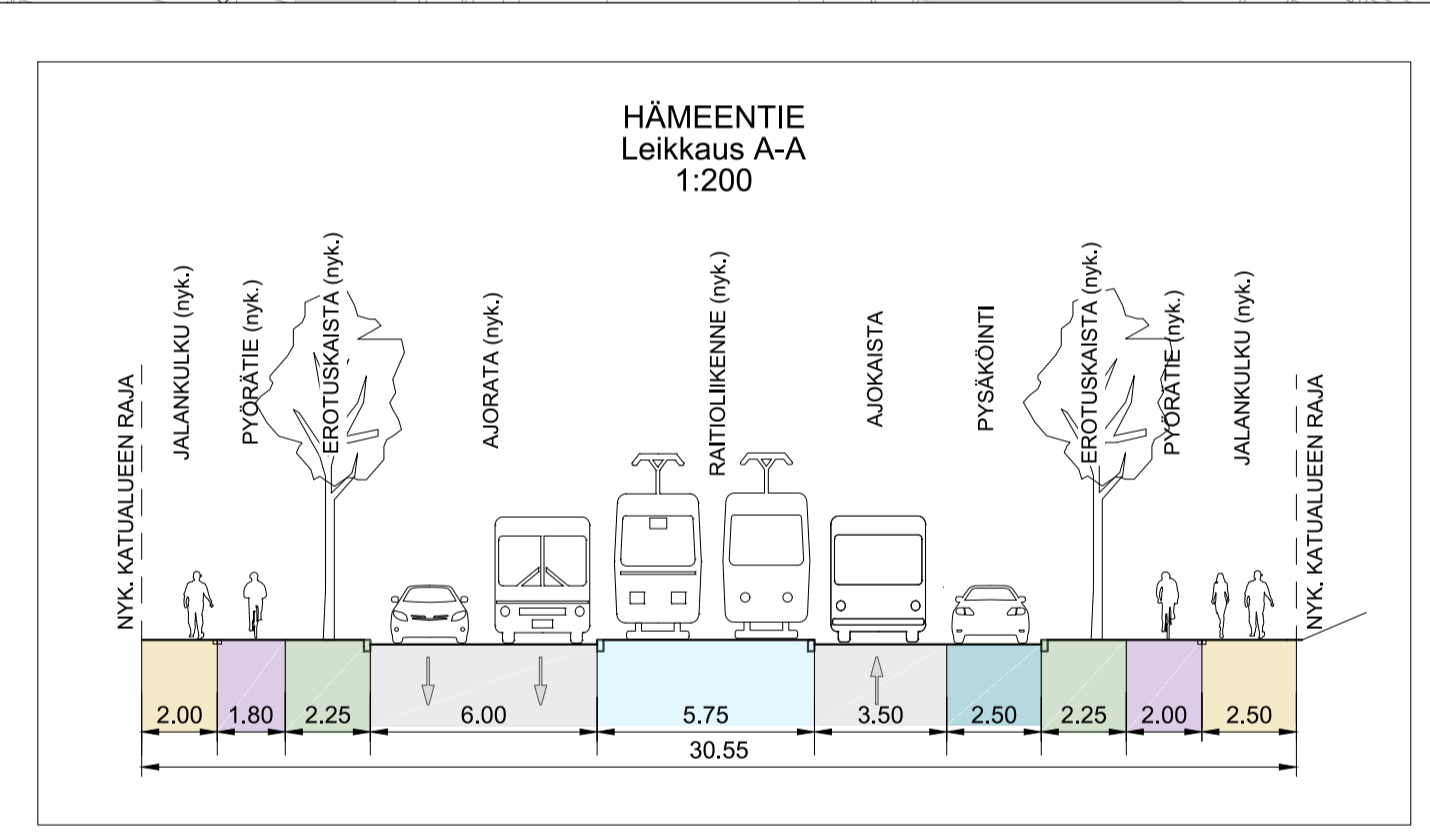 HÄMEENTIE
Leikkaus A-A
1:200
NYK. KATUALUEEN RAJA
JALANKULKU (nyk.)
PYÖRÄTIE (nyk.)
EROTUSKAISTA (nyk.)
AJORATA (nyk.)
RAITIOLIIKENNE (nyk.)
AJOKAISTA
PYSÄKÖINTI
EROTUSKAISTA (nyk.)
PYÖRÄTIE (nyk.)
JALANKULKU (nyk.)
NYK. KATUALUEEN RAJA
2.00 1.80 2.25 6.00 5.75 3.50 2.50 2.25 2.00 2.50
30.55